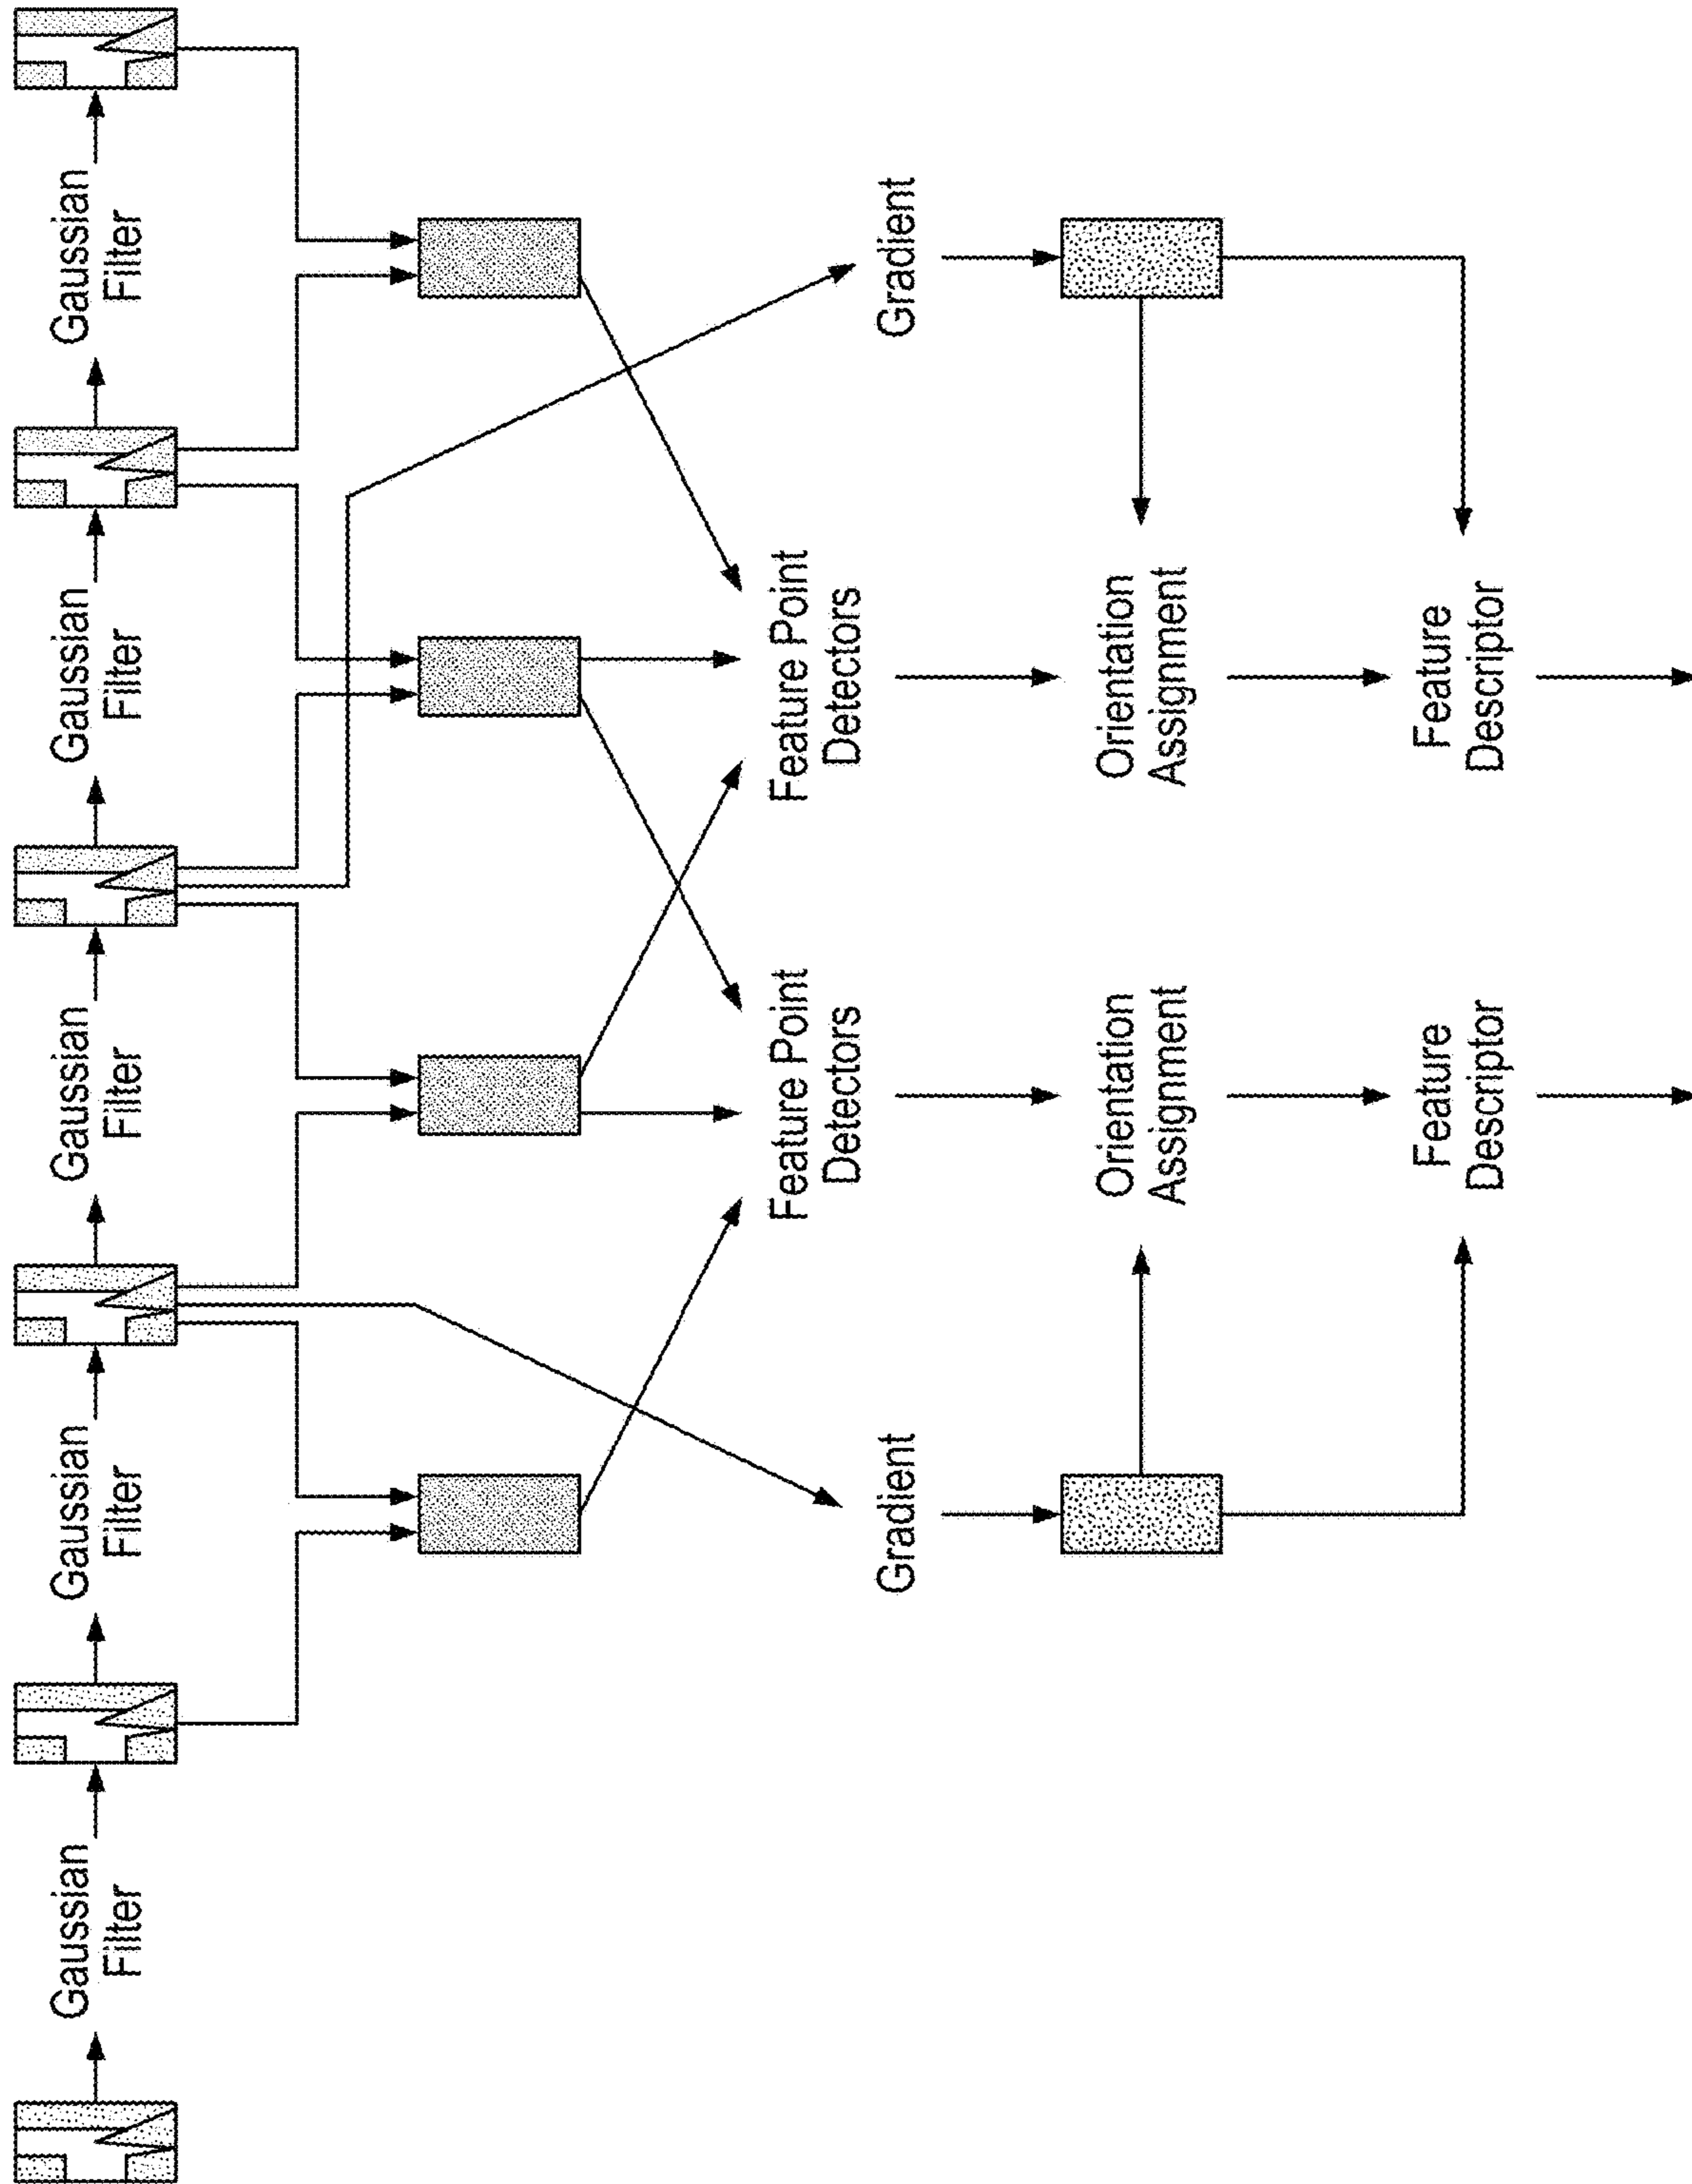 Gaussian
Filter
Gaussian
Filter
Gaussian
Filter
Gaussian
Filter
Gaussian
Filter
Feature Point
Detectors
Feature Point
Detectors
Gradient
Gradient
Orientation
Assignment
Orientation
Assignment
Feature
Descriptor
Feature
Descriptor